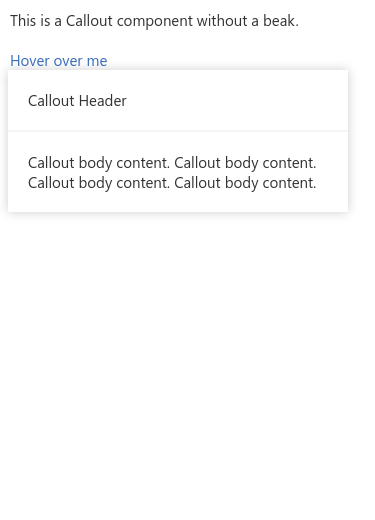 This is a Callout component without a beak.
Hover over me
Callout Header
Callout body content. Callout body content.
Callout body content. Callout body content.